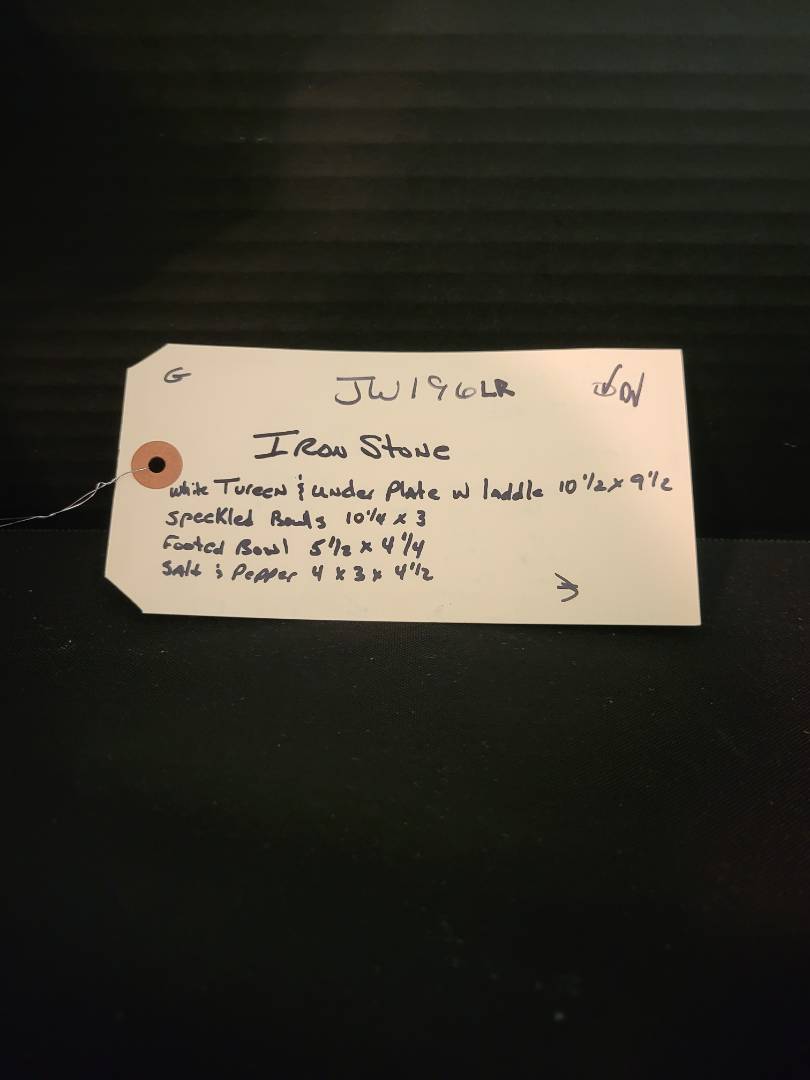 G JW196LR
IRON STONE
white Tureen & under Plate w laddle 10 1/2 x 9 1/2
Speckled Bowls 10 1/4 x 3
Footed Bowl 5 1/2 x 4 1/4
Salt & Pepper 4 x 3 x 4 1/2